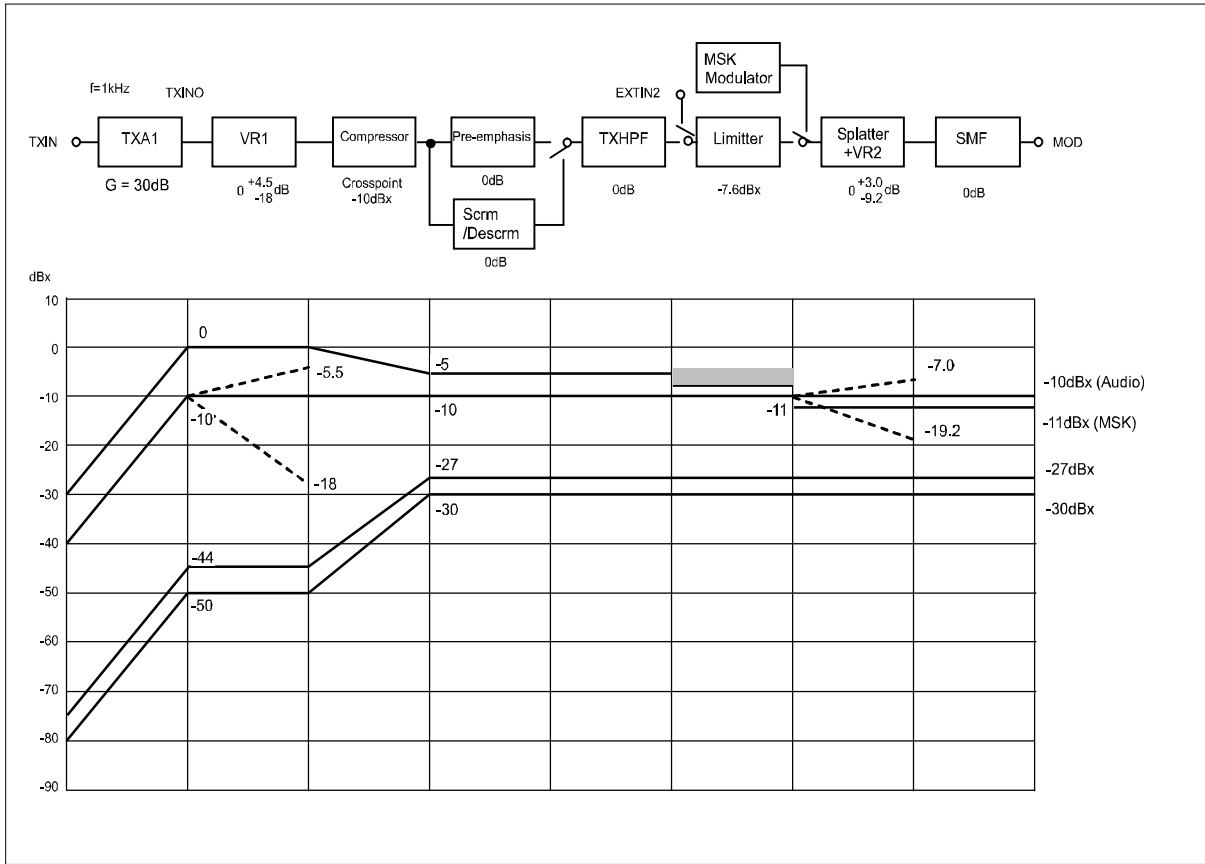 f=1kHz
TXINO
EXTIN2
MSK
Modulator
TXIN
TXA1
VR1
Compressor
Pre-emphasis
TXHPF
Limitter
Splatter
+VR2
SMF
MOD
G = 30dB
0 +4.5 -18 dB
Crosspoint
-10dBx
0dB
0dB
-7.6dBx
0 +3.0 -9.2 dB
0dB
Scrm
/Descrm
0dB
dBx
10
0
-10
-20
-30
-40
-50
-60
-70
-80
-90
0
-5.5
-10
-18
-44
-50
-5
-10
-27
-30
-11
-7.0
-19.2
-10dBx (Audio)
-11dBx (MSK)
-27dBx
-30dBx